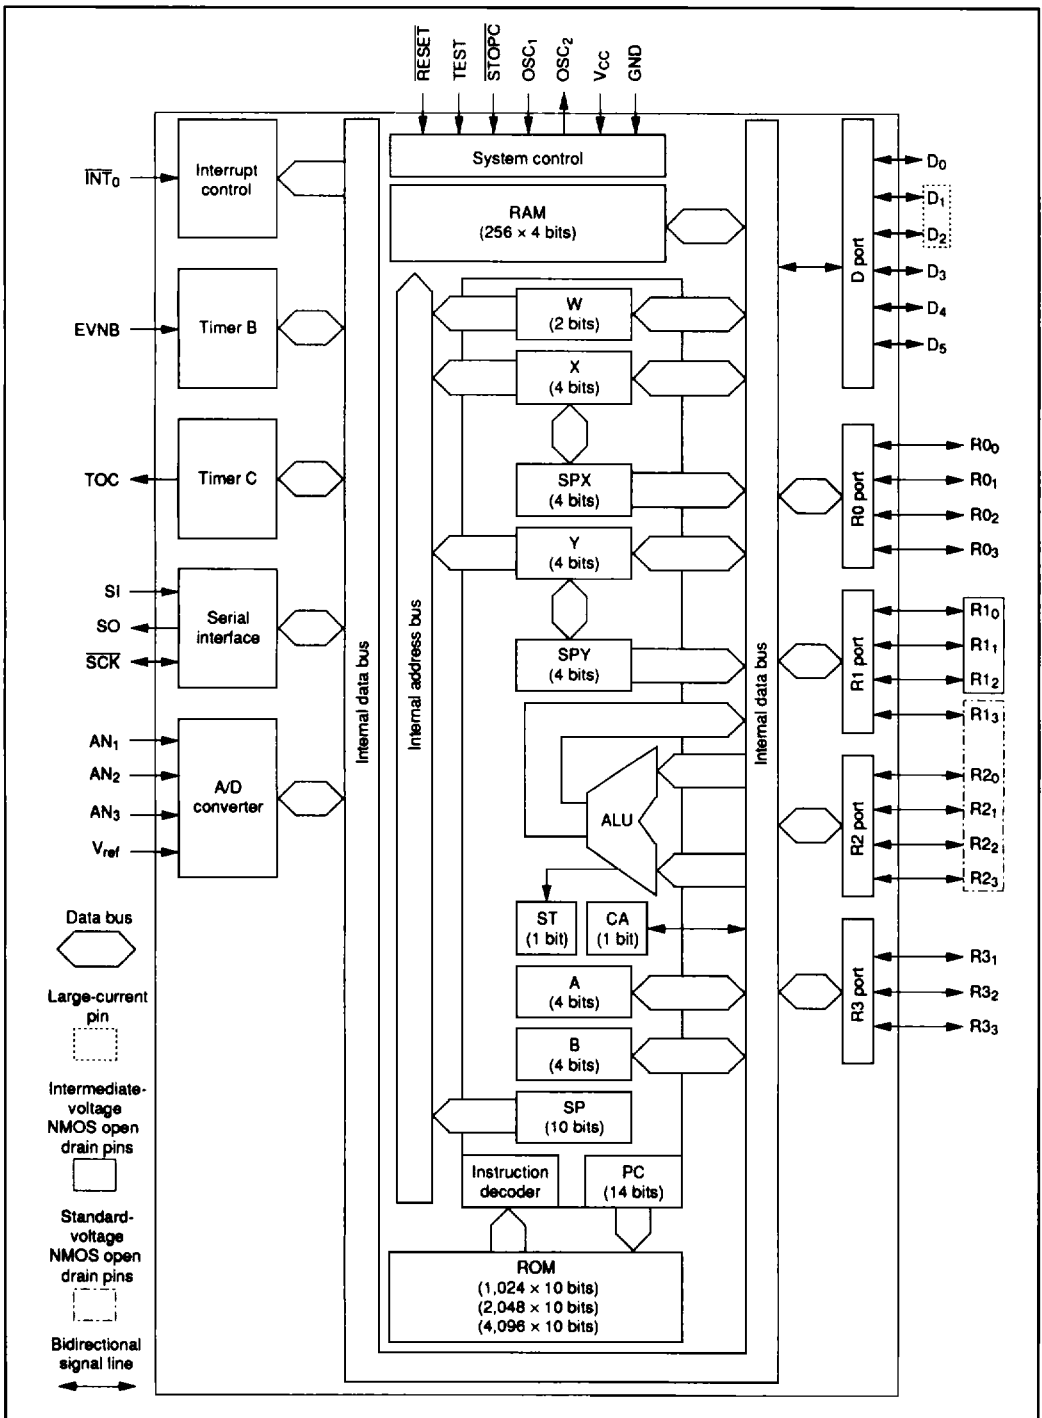 RESET
TEST
STOPC
OSC1
OSC2
VCC
GND
System control
INT0
Interrupt
control
RAM
(256 × 4 bits)
EVNB
Timer B
TOC
Timer C
SI
SO
SCK
Serial
interface
AN1
AN2
AN3
Vref
A/D
converter
Internal data bus
Internal address bus
W
(2 bits)
X
(4 bits)
SPX
(4 bits)
Y
(4 bits)
SPY
(4 bits)
ALU
ST
(1 bit)
CA
(1 bit)
A
(4 bits)
B
(4 bits)
SP
(10 bits)
Instruction
decoder
PC
(14 bits)
ROM
(1,024 × 10 bits)
(2,048 × 10 bits)
(4,096 × 10 bits)
Internal data bus
D port
D0
D1
D2
D3
D4
D5
R0 port
R00
R01
R02
R03
R1 port
R10
R11
R12
R13
R2 port
R20
R21
R22
R23
R3 port
R31
R32
R33
Data bus
Large-current
pin
Intermediate-
voltage
NMOS open
drain pins
Standard-
voltage
NMOS open
drain pins
Bidirectional
signal line